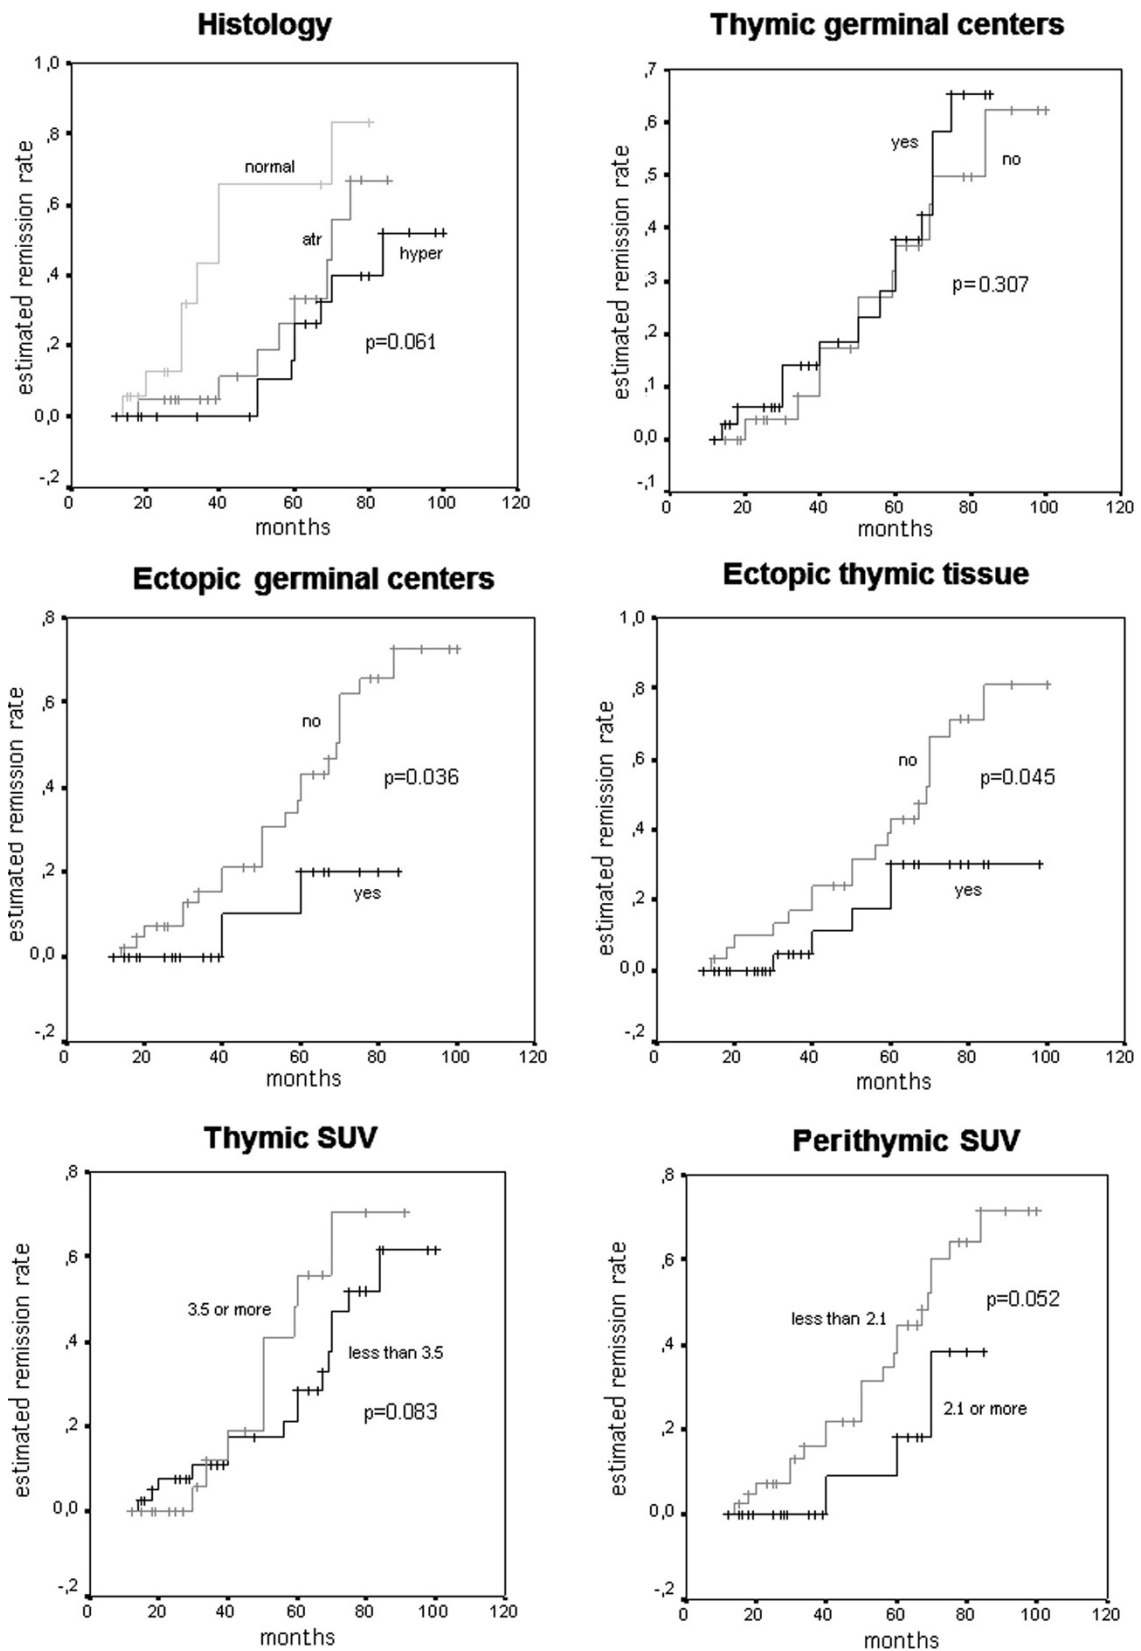 Histology
1,0
,8
,6
,4
,2
0,0
-,2
estimated remission rate
normal
atr
hyper
p=0.061
0 20 40 60 80 100 120
months
Thymic germinal centers
,7
,6
,5
,4
,3
,2
,1
0,0
-,1
estimated remission rate
yes
no
p=0.307
0 20 40 60 80 100 120
months
Ectopic germinal centers
,8
,6
,4
,2
0,0
-,2
estimated remission rate
no
p=0.036
yes
0 20 40 60 80 100 120
months
Ectopic thymic tissue
1,0
,8
,6
,4
,2
0,0
-,2
estimated remission rate
no
p=0.045
yes
0 20 40 60 80 100 120
months
Thymic SUV
,8
,6
,4
,2
0,0
-,2
estimated remission rate
3.5 or more
less than 3.5
p=0.083
0 20 40 60 80 100 120
months
Perithymic SUV
,8
,6
,4
,2
0,0
-,2
estimated remission rate
less than 2.1
p=0.052
2.1 or more
0 20 40 60 80 100 120
months